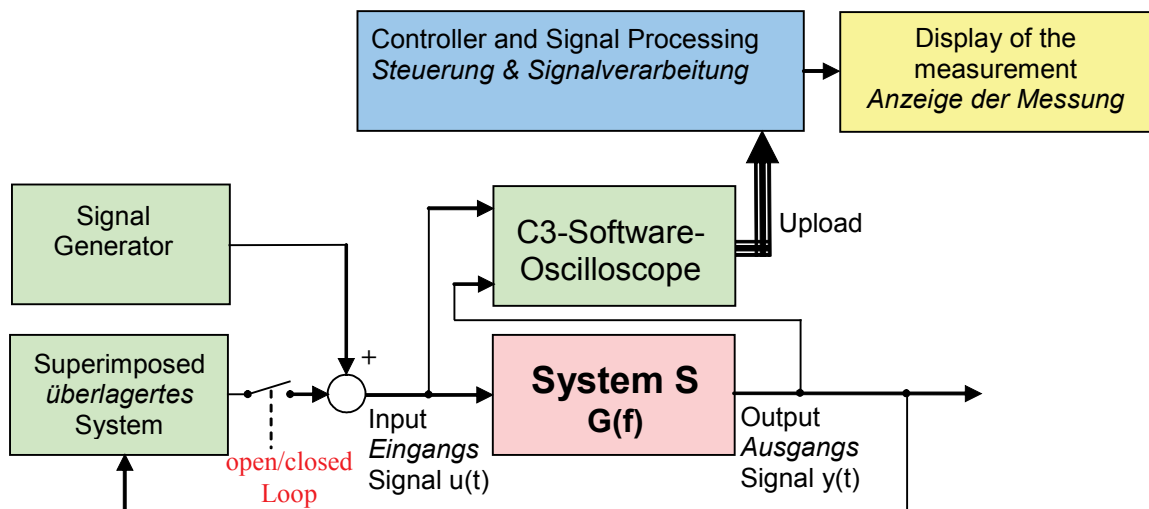 Controller and Signal Processing
Steuerung & Signalverarbeitung
Display of the
measurement
Anzeige der Messung
Signal
Generator
C3-Software-
Oscilloscope
Upload
Superimposed
überlagertes
System
+
System S
G(f)
Input
Eingangs
Signal u(t)
Output
Ausgangs
Signal y(t)
open/closed
Loop